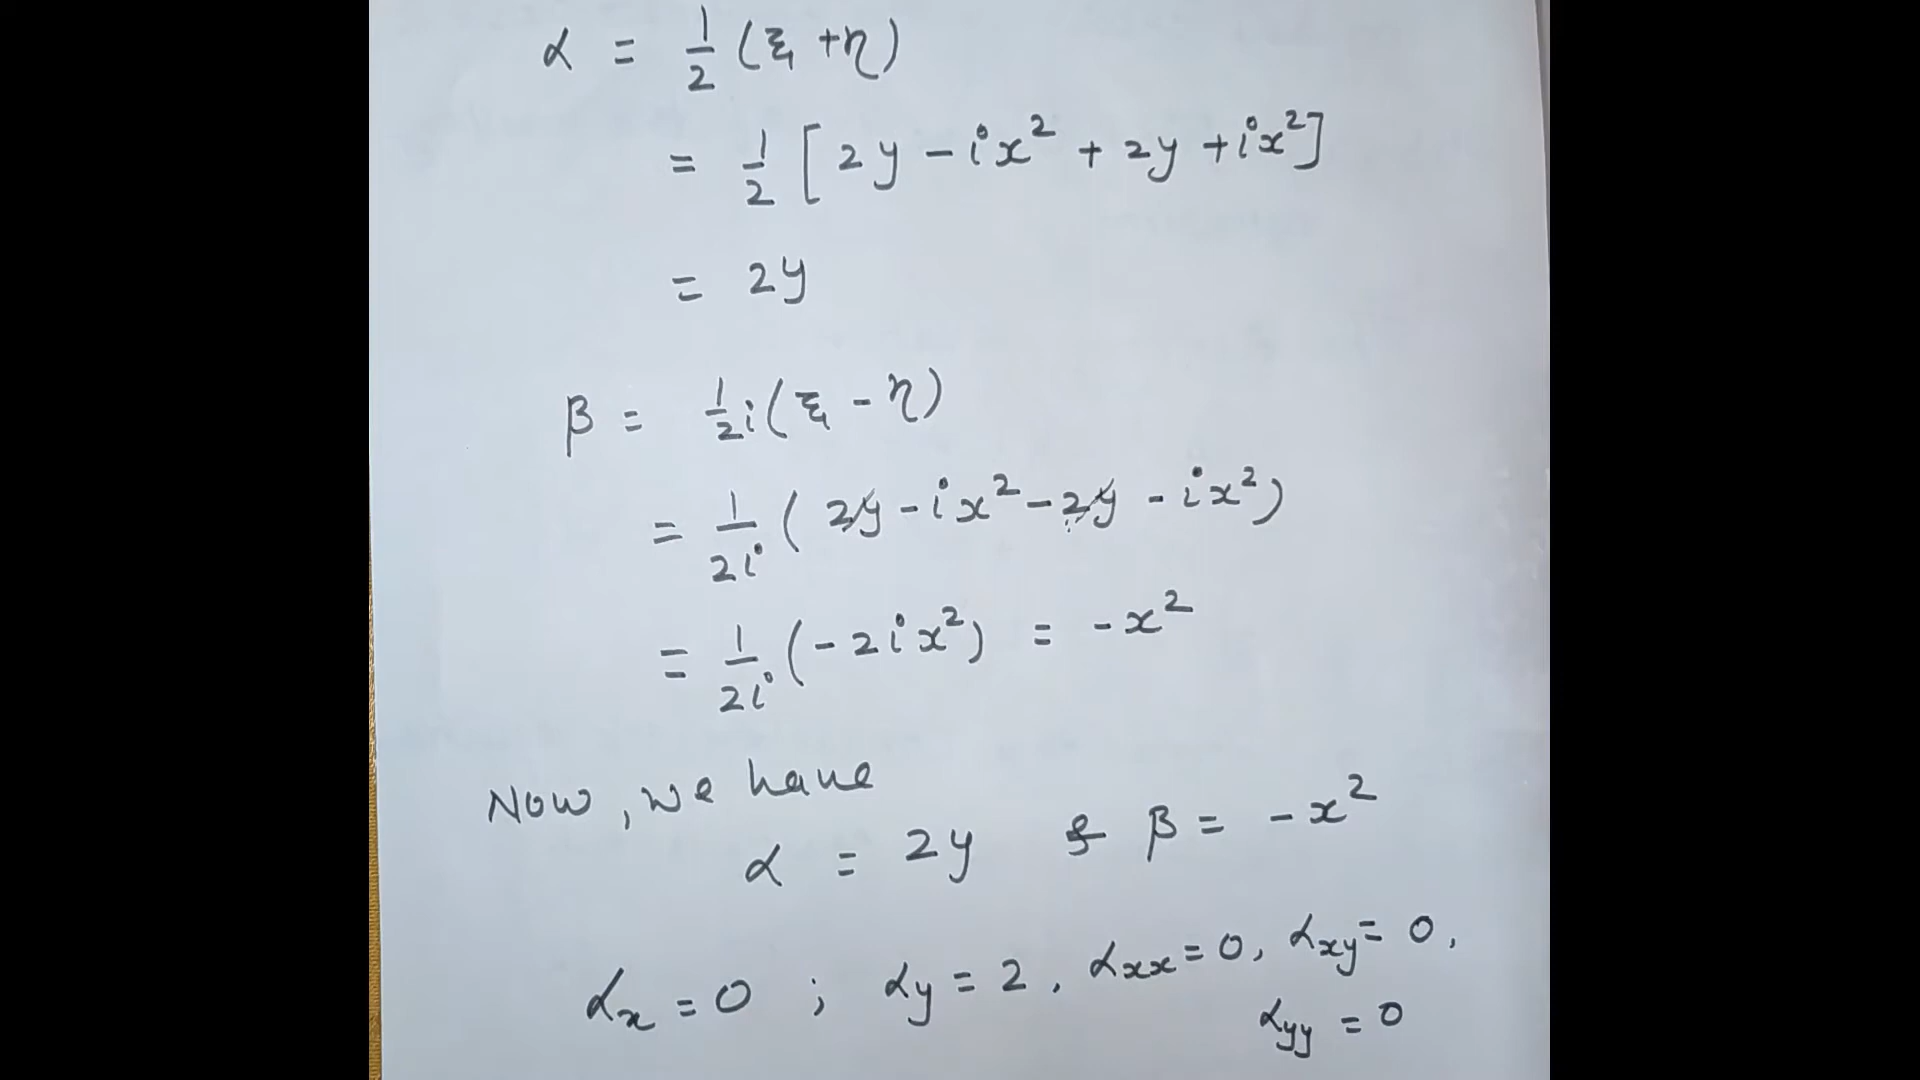 α = 1/2 (ξ + η)
= 1/2 [2y - ix² + 2y + ix²]
= 2y
β = 1/2i (ξ - η)
= 1/2i (2y - ix² - 2y - ix²)
= 1/2i (-2ix²) = -x²
Now, we have
α = 2y & β = -x²
αx = 0 ; αy = 2, αxx = 0, αxy = 0,
αyy = 0